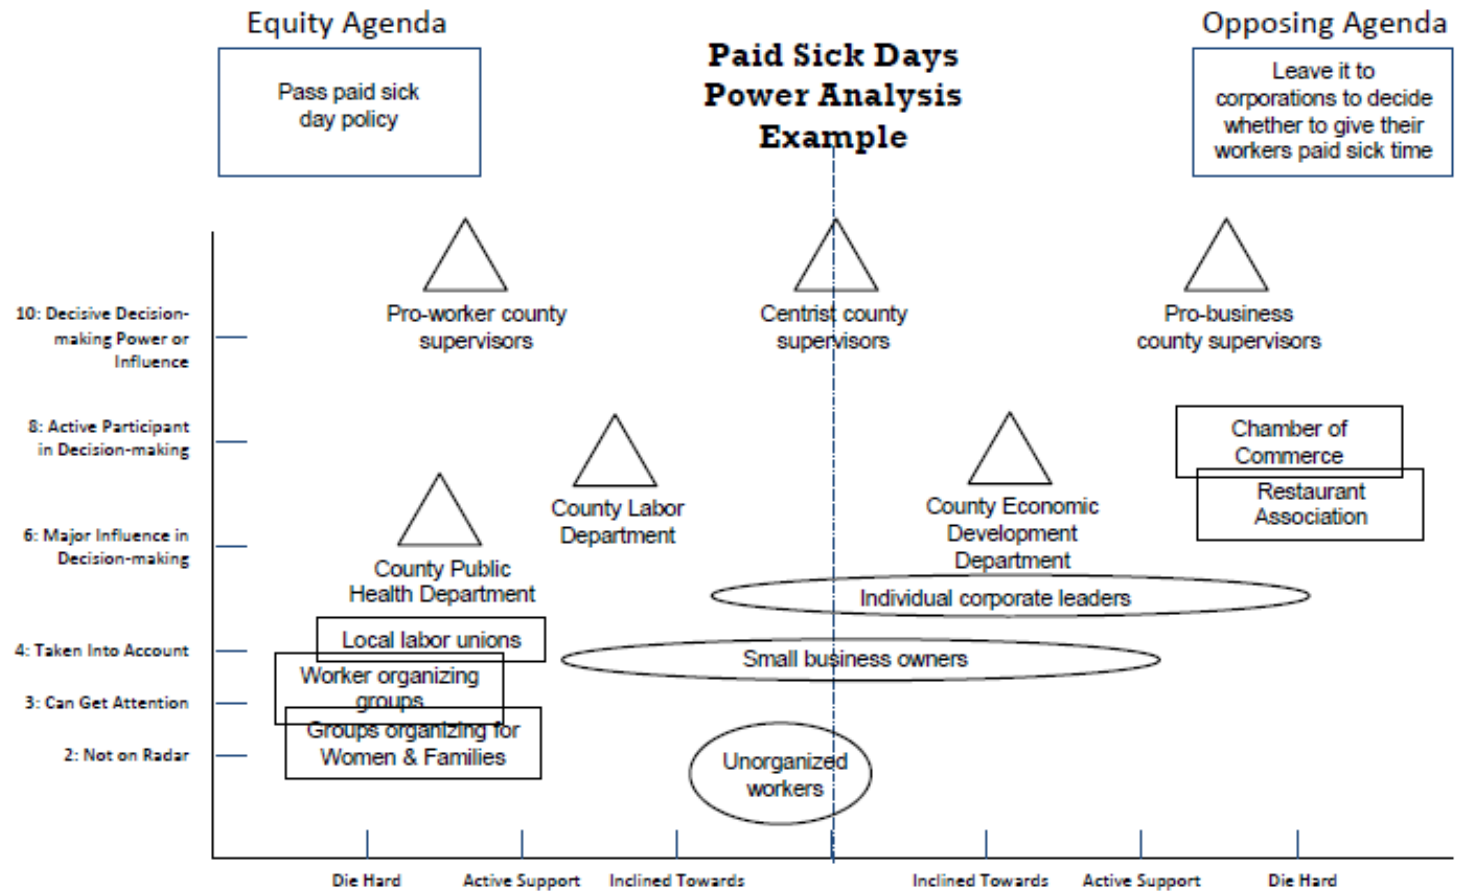 Equity Agenda
Opposing Agenda
Paid Sick Days
Power Analysis
Example
Pass paid sick
day policy
Leave it to
corporations to decide
whether to give their
workers paid sick time
10: Decisive Decision-
making Power or
Influence
Pro-worker county
supervisors
Centrist county
supervisors
Pro-business
county supervisors
8: Active Participant
in Decision-making
Chamber of
Commerce
Restaurant
Association
County Labor
Department
County Economic
Development
Department
6: Major Influence in
Decision-making
County Public
Health Department
Individual corporate leaders
Local labor unions
4: Taken Into Account
Small business owners
Worker organizing
groups
3: Can Get Attention
Groups organizing for
Women & Families
2: Not on Radar
Unorganized
workers
Die Hard
Active Support
Inclined Towards
Inclined Towards
Active Support
Die Hard